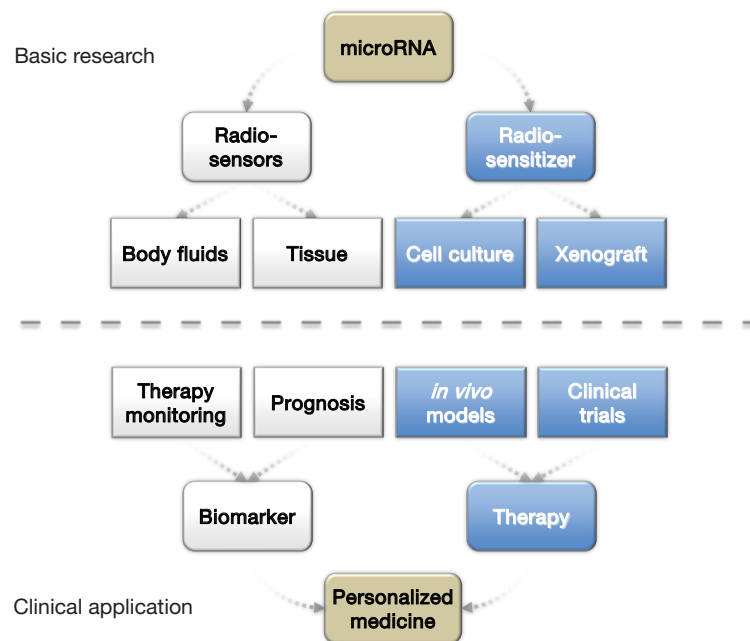 microRNA
Basic research
Radio-
sensors
Radio-
sensitizer
Body fluids
Tissue
Cell culture
Xenograft
Therapy
monitoring
Prognosis
in vivo
models
Clinical
trials
Biomarker
Therapy
Personalized
medicine
Clinical application